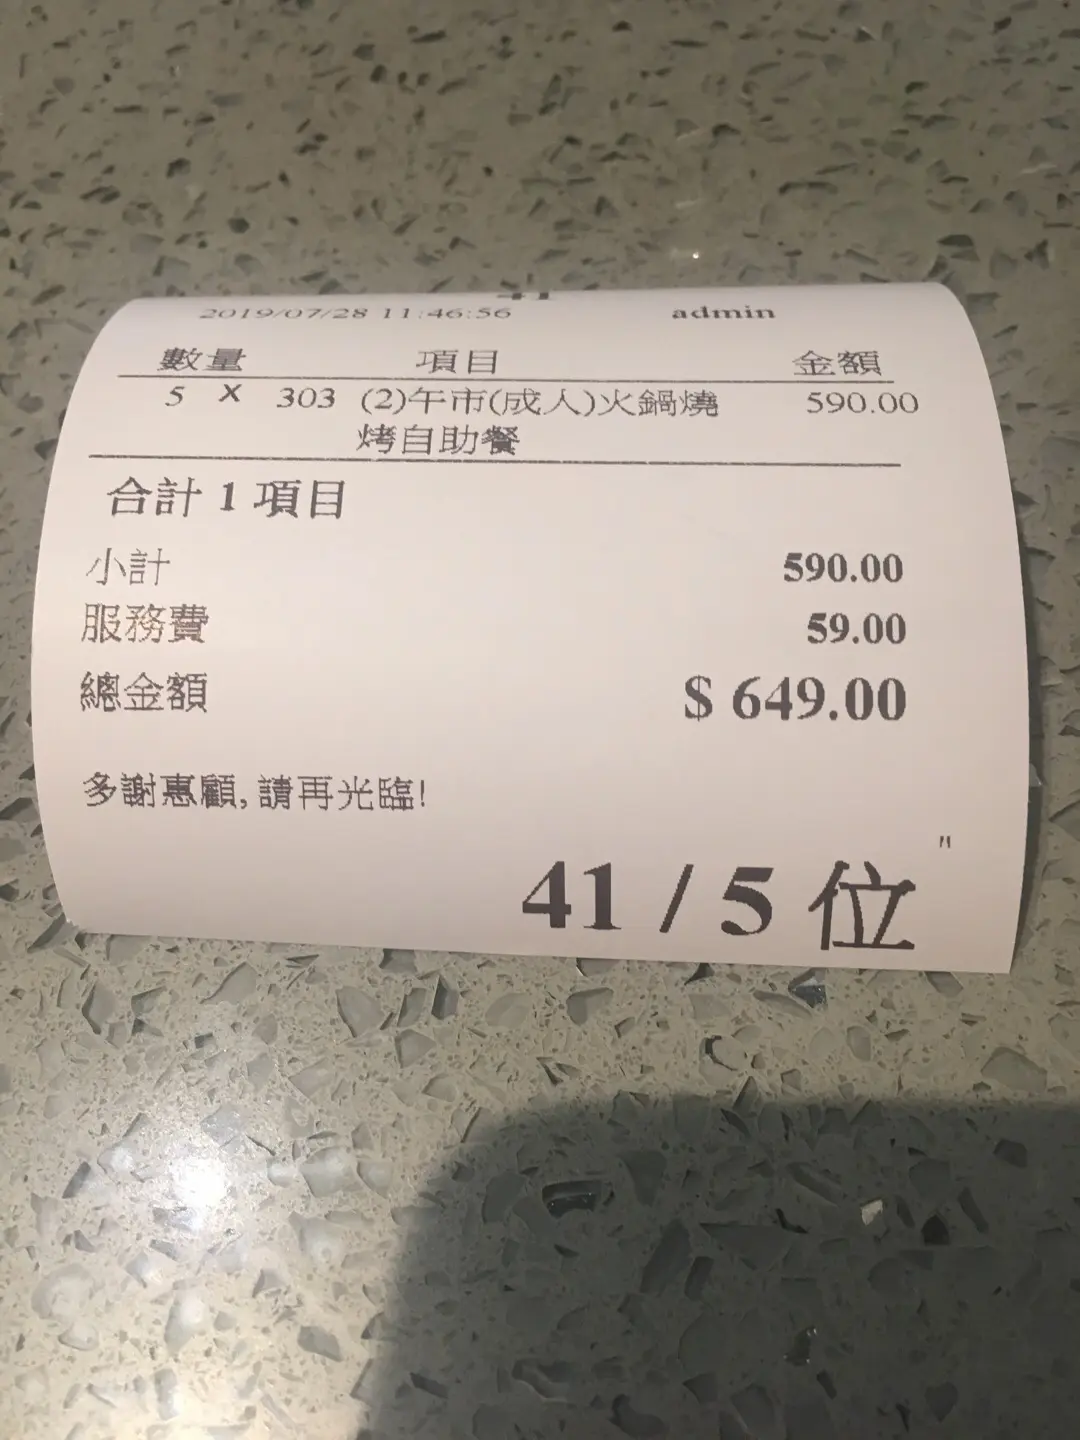 41
2019/07/28 11:46:56 admin
數量 項目 金額
5 X 303 (2)午市(成人)火鍋燒 590.00
烤自助餐
合計 1 項目
小計 590.00
服務費 59.00
總金額 $ 649.00
多謝惠顧, 請再光臨!
"
41 / 5 位